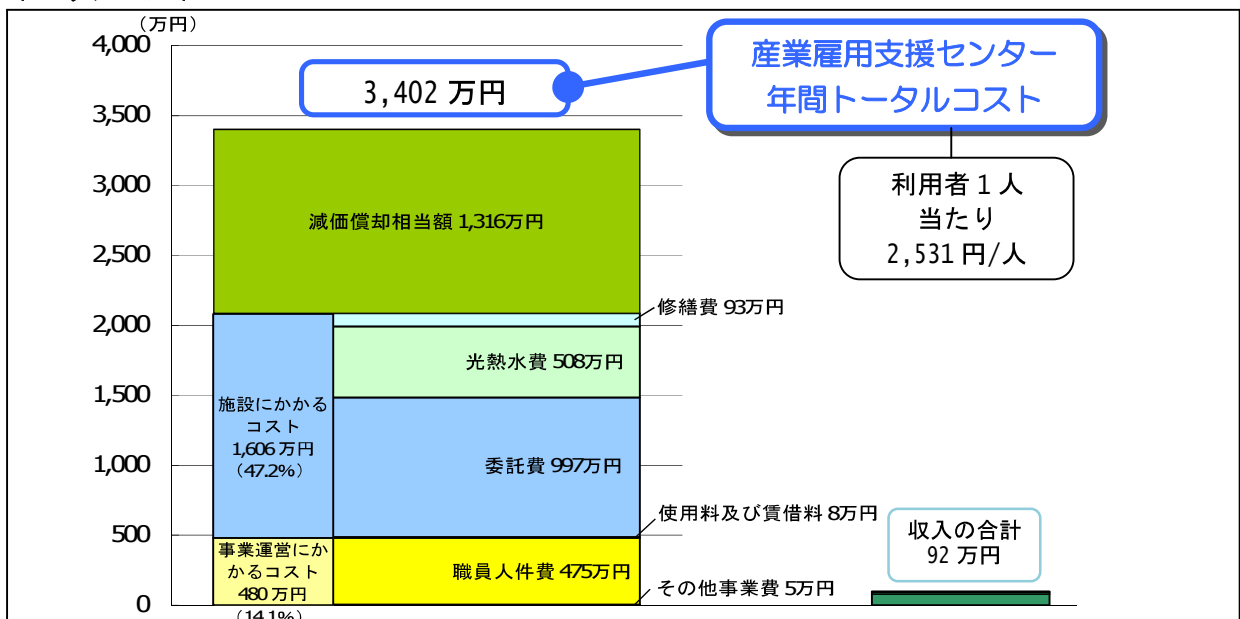 （万円）
4,000
3,500
3,000
2,500
2,000
1,500
1,000
500
0
3,402 万円
産業雇用支援センター
年間トータルコスト
利用者１人
当たり
2,531 円/人
減価償却相当額 1,316万円
修繕費 93万円
光熱水費 508万円
施設にかかる
コスト
1,606 万円
（47.2%）
委託費 997万円
使用料及び賃借料 8万円
事業運営にか
かるコスト
480 万円
（14.1%）
職員人件費 475万円
その他事業費 5万円
収入の合計
92 万円